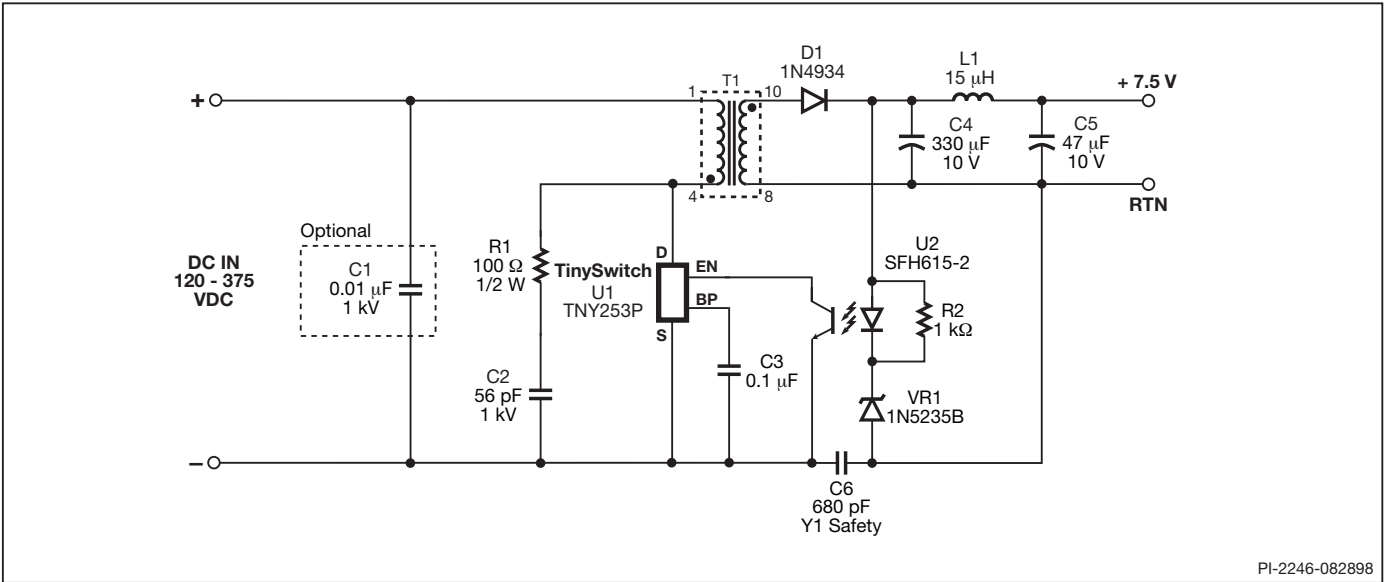 D1
1N4934
L1
15 µH
+ 7.5 V
T1
1
10
+
C4
330 µF
10 V
C5
47 µF
10 V
4
8
RTN
Optional
C1
0.01 µF
1 kV
DC IN
120 - 375
VDC
R1
100 Ω
1/2 W
D
TinySwitch
U1
TNY253P
EN
BP
S
U2
SFH615-2
R2
1 kΩ
C3
0.1 µF
C2
56 pF
1 kV
VR1
1N5235B
–
C6
680 pF
Y1 Safety
PI-2246-082898